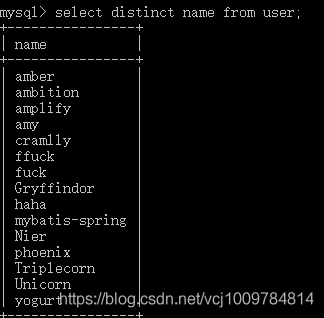 mysql> select distinct name from user;
+----------------+
| name           |
+----------------+
| amber          |
| ambition       |
| amplify        |
| amy            |
| cramlly        |
| ffuck          |
| fuck           |
| Gryffindor     |
| haha           |
| mybatis-spring |
| Nier           |
| phoenix        |
| Triplecorn     |
| Unicorn        |
| yogurt         |
+----------------+
https://blog.csdn.net/vcj1009784814